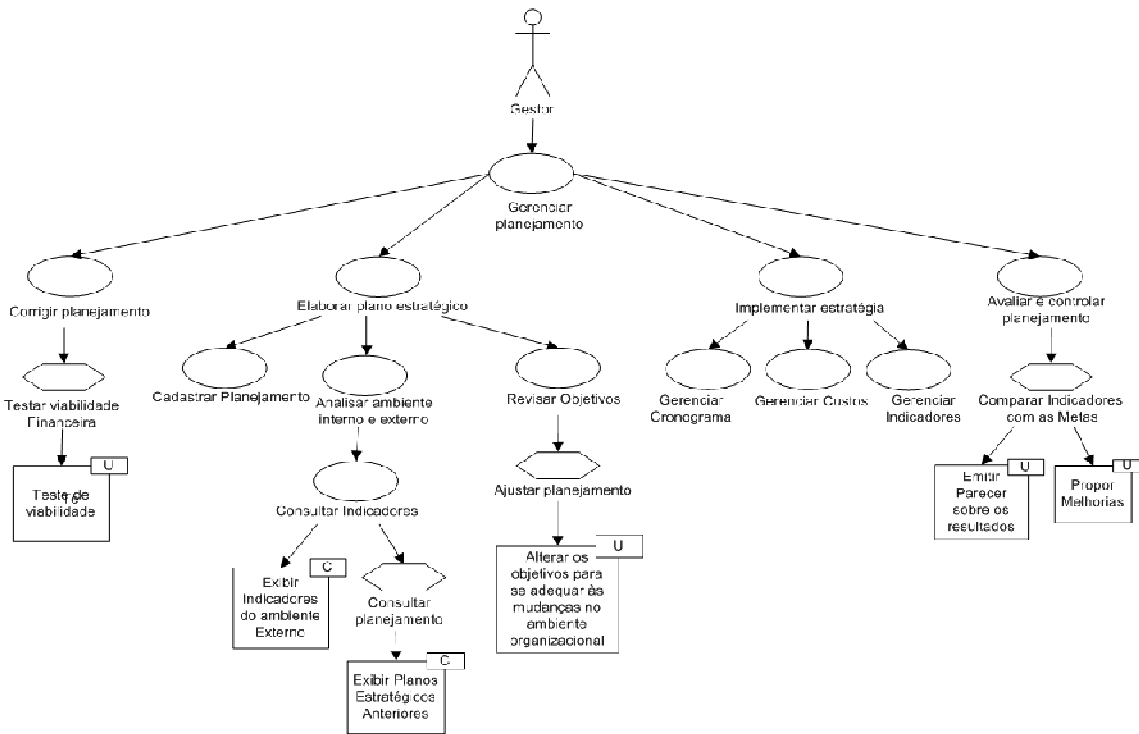 Gestor
Gerenciar
planejamento
Corrigir planejamento
Elaborar plano estratégico
Implementar estratégia
Avaliar e controlar
planejamento
Testar viabilidade
Financeira
Cadastrar Planejamento
Analisar ambiente
interno e externo
Revisar Objetivos
Gerenciar
Cronograma
Gerenciar Custos
Gerenciar
Indicadores
Comparar Indicadores
com as Metas
U
Teste de
viabilidade
Consultar Indicadores
Ajustar planejamento
U
Emitir
Parecer
sobre os
resultados
U
Propor
Melhorias
C
Exibir
Indicadores
do ambiente
Externo
Consultar
planejamento
U
Alterar os
objetivos para
se adequar às
mudanças no
ambiente
organizacional
C
Exibir Planos
Estratégicos
Anteriores